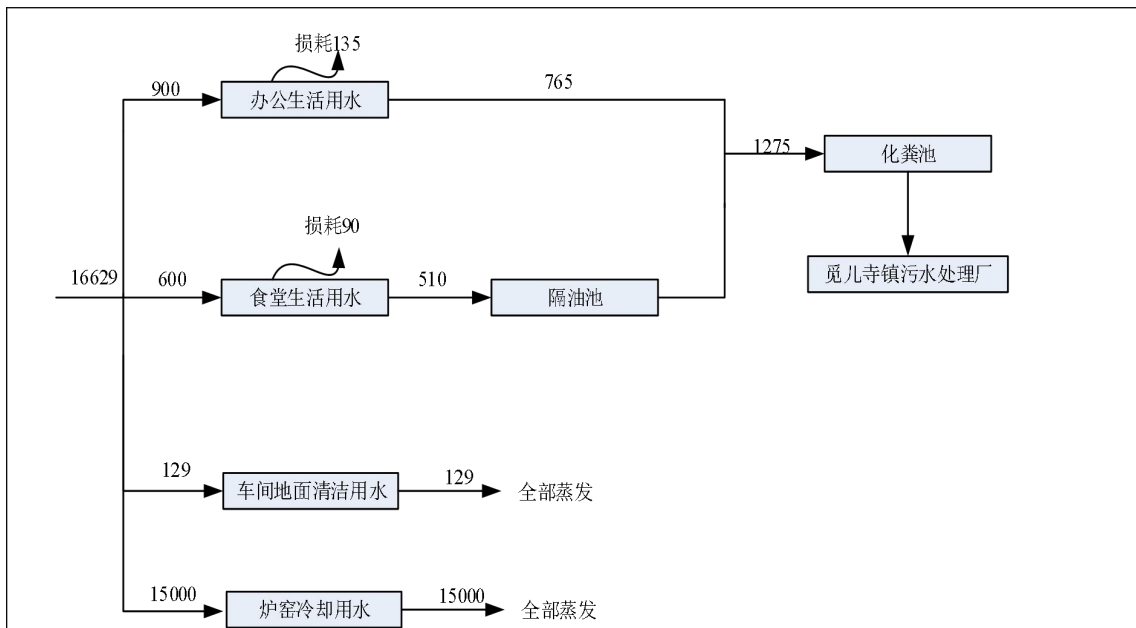 损耗135
900
办公生活用水
765
1275
化粪池
损耗90
16629
600
食堂生活用水
510
隔油池
觅儿寺镇污水处理厂
129
车间地面清洁用水
129
全部蒸发
15000
炉窑冷却用水
15000
全部蒸发